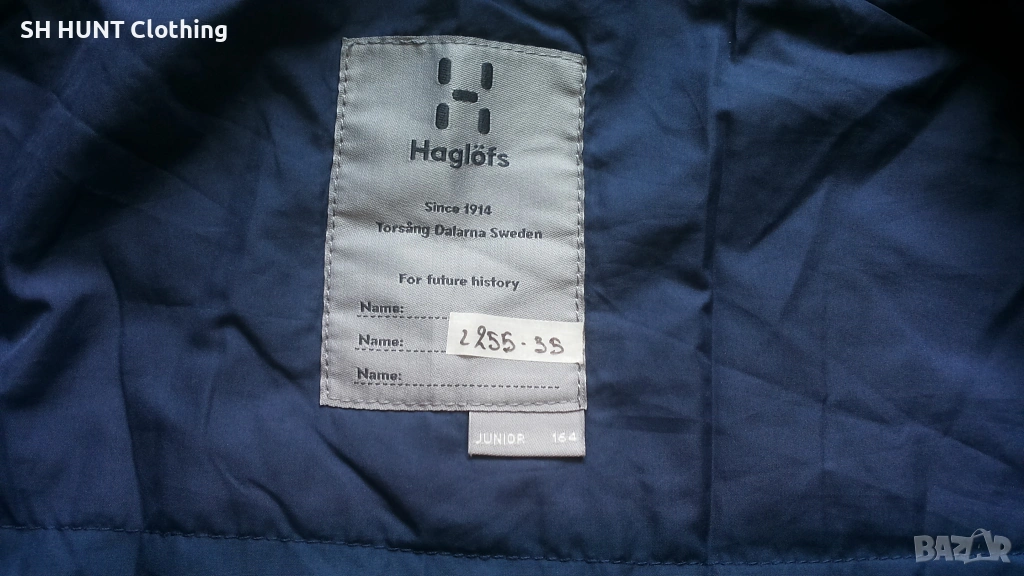 SH HUNT Clothing
Haglöfs
Since 1914
Torsång Dalarna Sweden
For future history
Name:
Name:
2255-35
Name:
JUNIOR 164
BAZAR